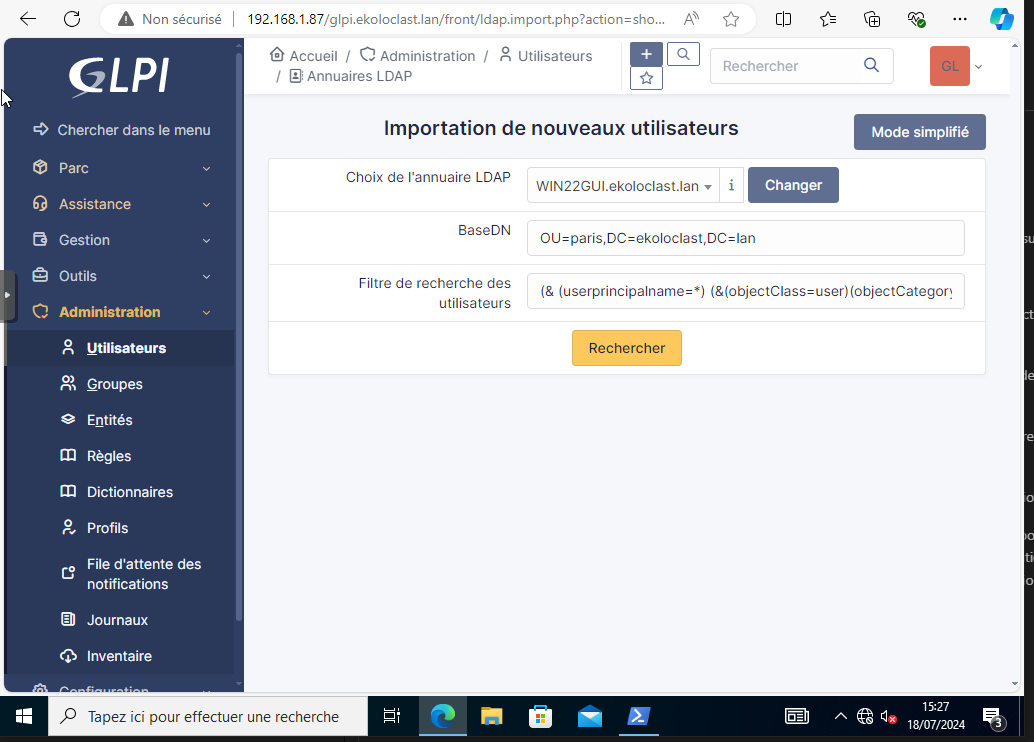 Non sécurisé
192.168.1.87/glpi.ekoloclast.lan/front/ldap.import.php?action=sho...
GLPI
Chercher dans le menu
Parc
Assistance
Gestion
Outils
Administration
Utilisateurs
Groupes
Entités
Règles
Dictionnaires
Profils
File d'attente des
notifications
Journaux
Inventaire
Configuration
Accueil / Administration / Utilisateurs
/ Annuaires LDAP
Rechercher
GL
Importation de nouveaux utilisateurs
Mode simplifié
Choix de l'annuaire LDAP
WIN22GUI.ekoloclast.lan
i
Changer
BaseDN
OU=paris,DC=ekoloclast,DC=lan
Filtre de recherche des
utilisateurs
(& (userprincipalname=*) (&(objectClass=user)(objectCategory
Rechercher
Tapez ici pour effectuer une recherche
15:27
18/07/2024
3